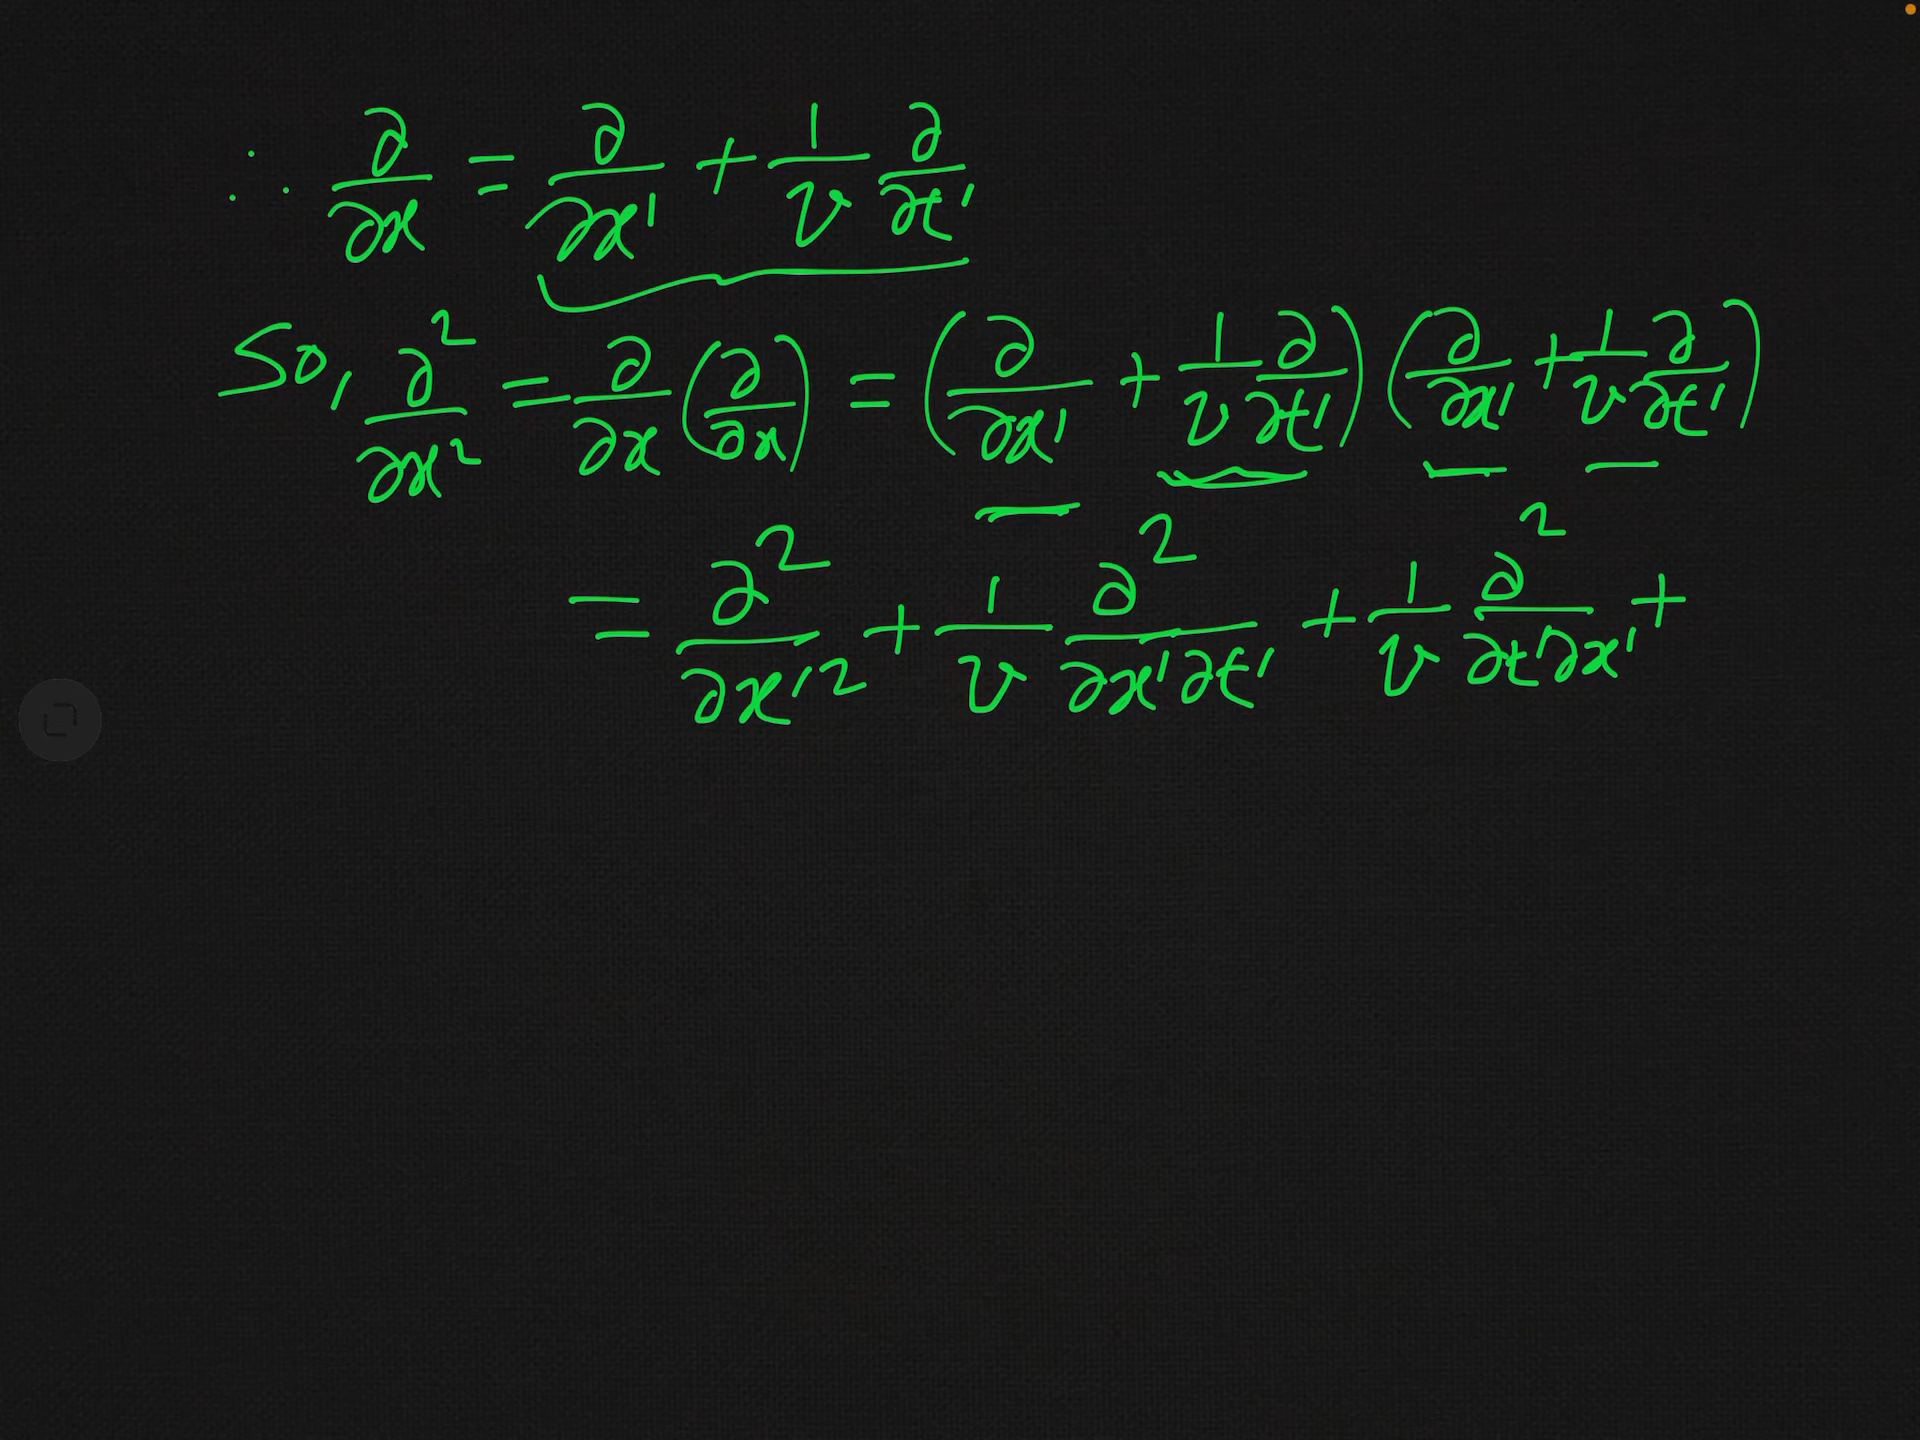 ∴ ∂/∂x = ∂/∂x' + 1/v ∂/∂t'
So, ∂²/∂x² = ∂/∂x (∂/∂x) = (∂/∂x' + 1/v ∂/∂t') (∂/∂x' + 1/v ∂/∂t')
= ∂²/∂x'² + 1/v ∂²/∂x'∂t' + 1/v ∂²/∂t'∂x' +